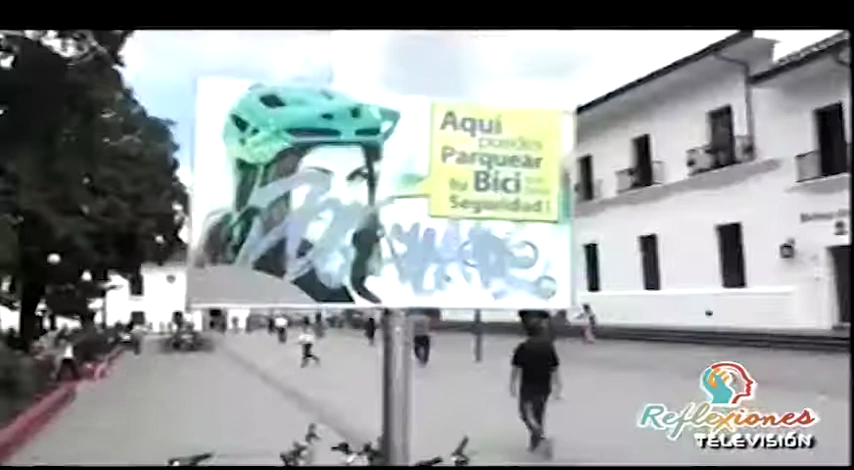 Aquí
puedes
Parquear
tu Bici
Seguridad!
Reflexiones
TELEVISIÓN